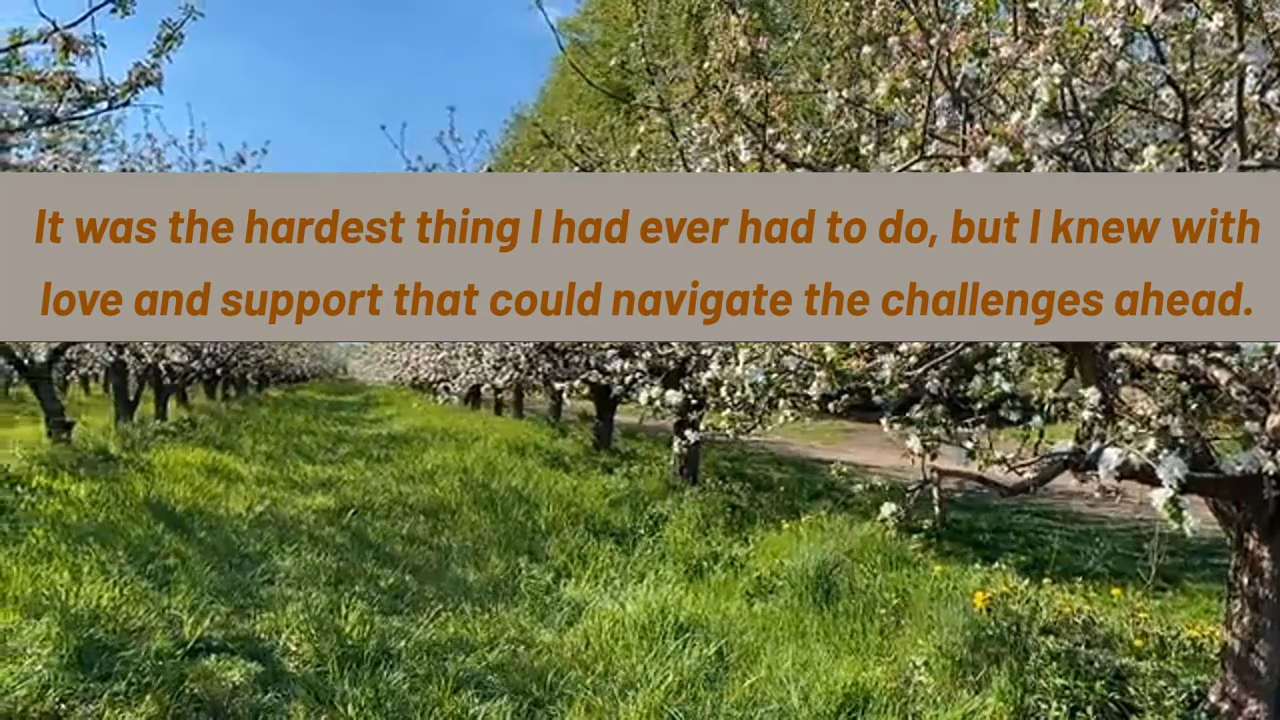 It was the hardest thing I had ever had to do, but I knew with
love and support that could navigate the challenges ahead.